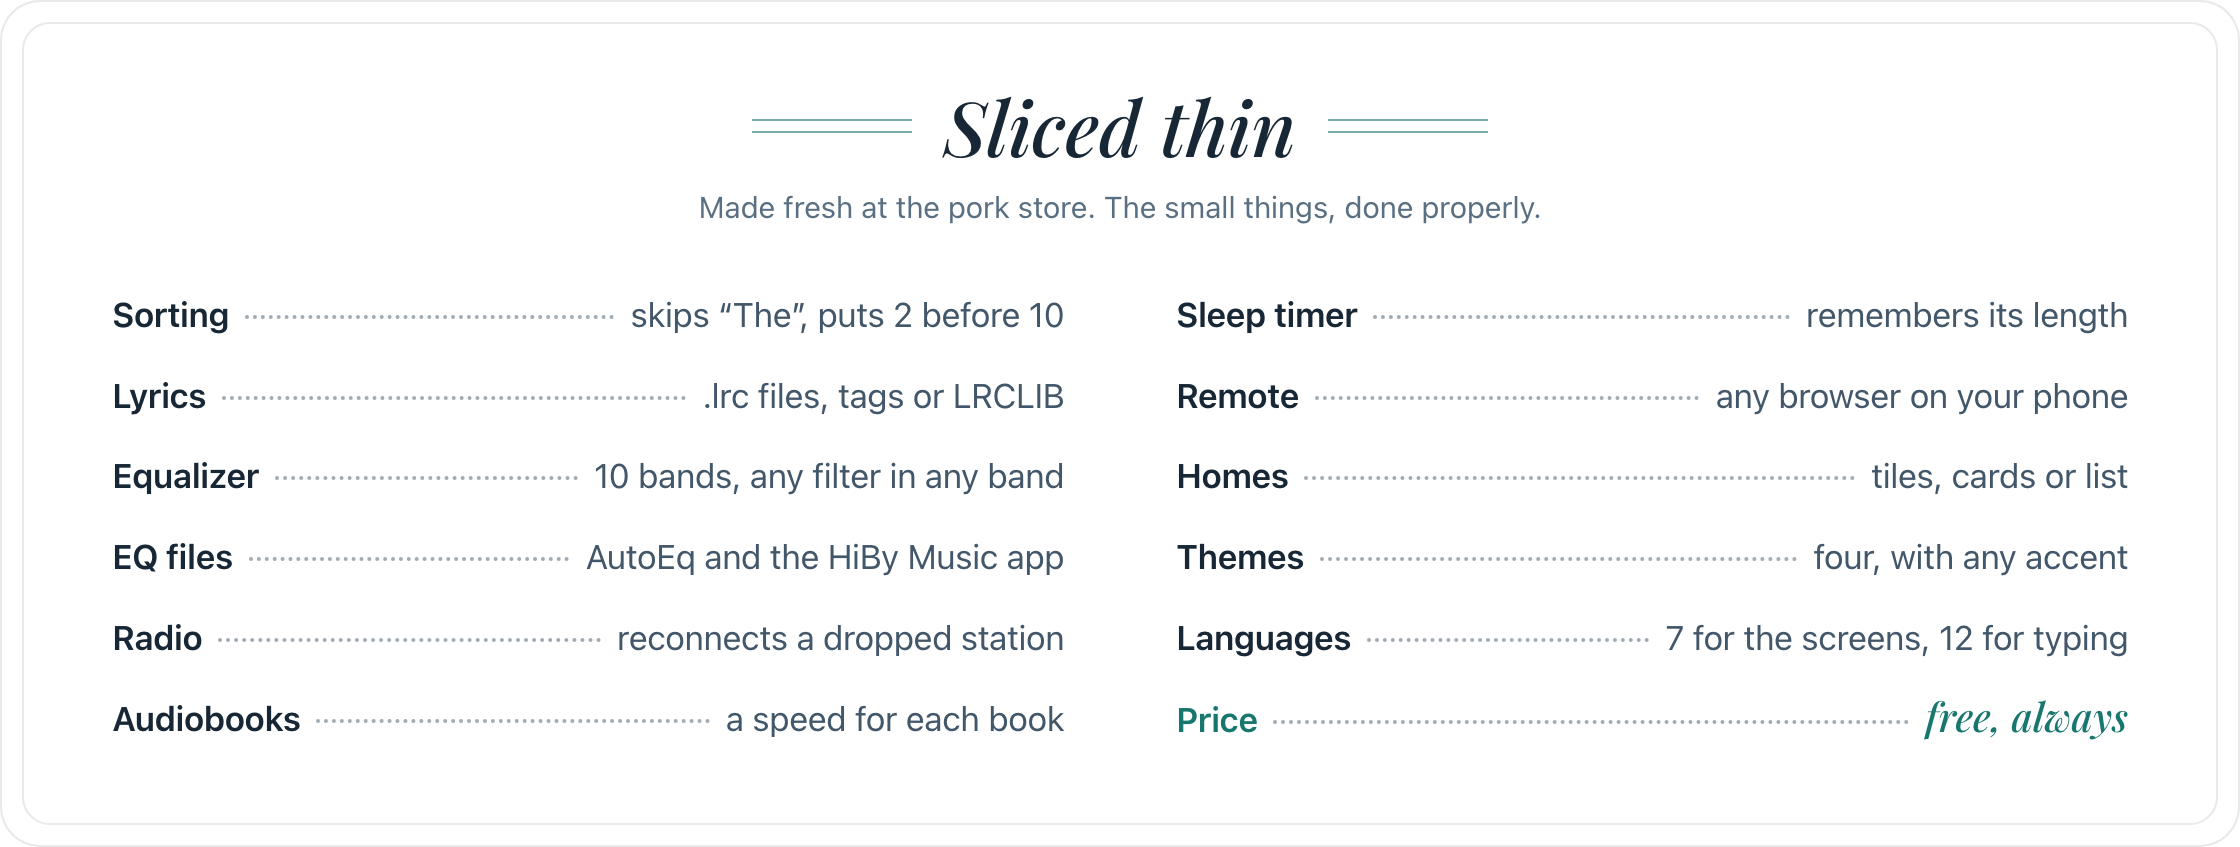 Sliced thin
Made fresh at the pork store. The small things, done properly.
Sorting skips “The”, puts 2 before 10
Lyrics .lrc files, tags or LRCLIB
Equalizer 10 bands, any filter in any band
EQ files AutoEq and the HiBy Music app
Radio reconnects a dropped station
Audiobooks a speed for each book
Sleep timer remembers its length
Remote any browser on your phone
Homes tiles, cards or list
Themes four, with any accent
Languages 7 for the screens, 12 for typing
Price free, always